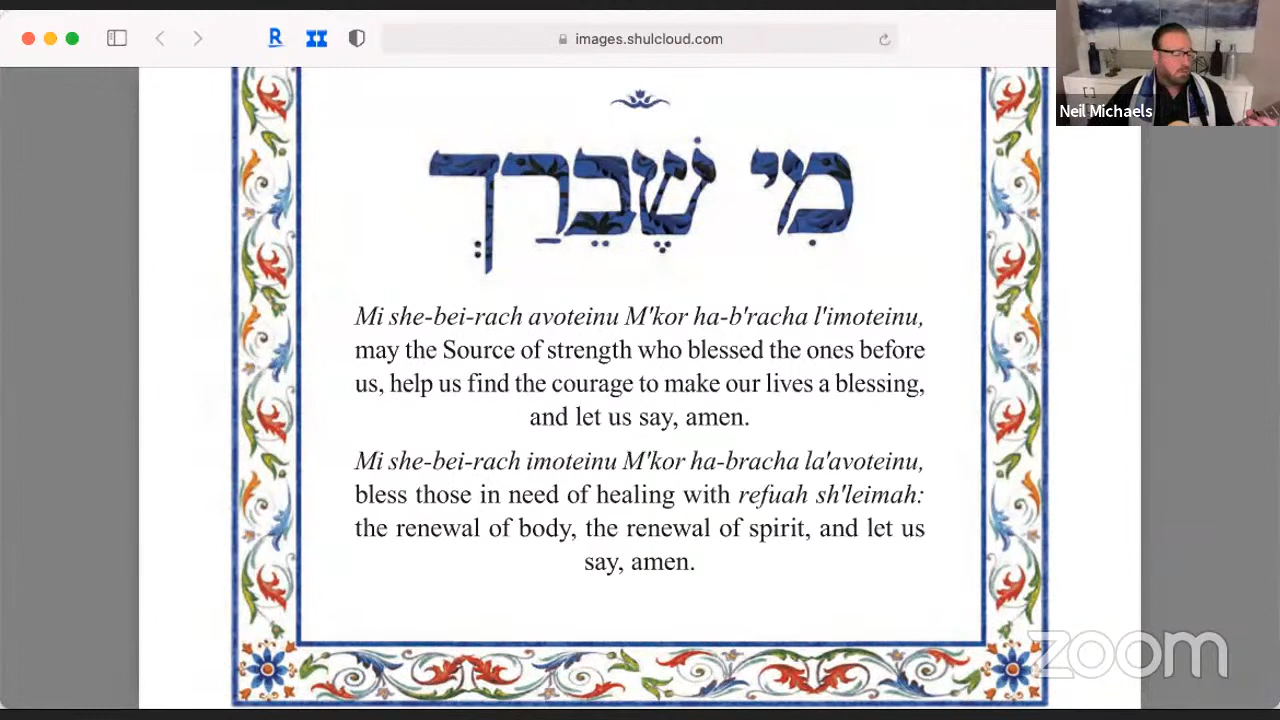 images.shulcloud.com
Neil Michaels
מִי שֶׁבֵּרַךְ
Mi she-bei-rach avoteinu M'kor ha-b'racha l'imoteinu,
may the Source of strength who blessed the ones before
us, help us find the courage to make our lives a blessing,
and let us say, amen.
Mi she-bei-rach imoteinu M'kor ha-bracha la'avoteinu,
bless those in need of healing with refuah sh'leimah:
the renewal of body, the renewal of spirit, and let us
say, amen.
zoom